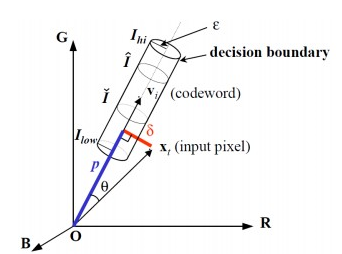 G
I_hi
ε
Î
decision boundary
Ǐ
v_i (codeword)
I_low
δ
x_t (input pixel)
p
θ
R
B
O